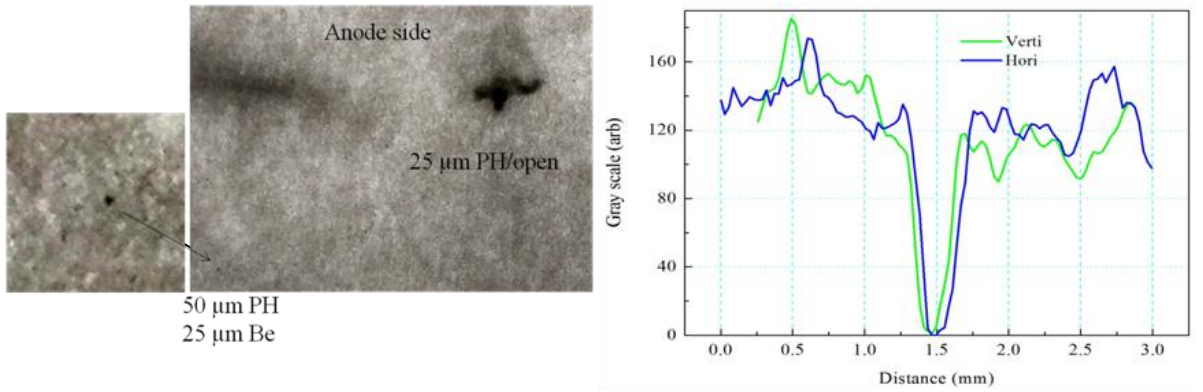 Anode side
25 µm PH/open
50 µm PH
25 µm Be
Verti
Hori
Gray scale (arb)
160
120
80
40
0
0.0 0.5 1.0 1.5 2.0 2.5 3.0
Distance (mm)